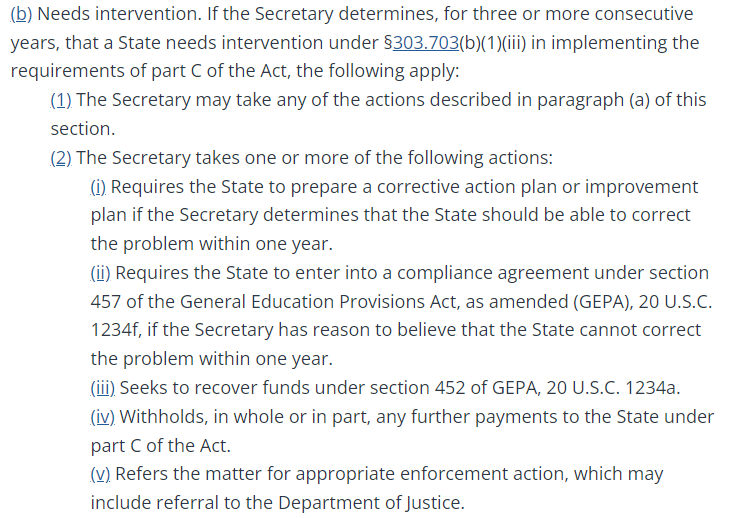 (b) Needs intervention. If the Secretary determines, for three or more consecutive
years, that a State needs intervention under §303.703(b)(1)(iii) in implementing the
requirements of part C of the Act, the following apply:
(1) The Secretary may take any of the actions described in paragraph (a) of this
section.
(2) The Secretary takes one or more of the following actions:
(i) Requires the State to prepare a corrective action plan or improvement
plan if the Secretary determines that the State should be able to correct
the problem within one year.
(ii) Requires the State to enter into a compliance agreement under section
457 of the General Education Provisions Act, as amended (GEPA), 20 U.S.C.
1234f, if the Secretary has reason to believe that the State cannot correct
the problem within one year.
(iii) Seeks to recover funds under section 452 of GEPA, 20 U.S.C. 1234a.
(iv) Withholds, in whole or in part, any further payments to the State under
part C of the Act.
(v) Refers the matter for appropriate enforcement action, which may
include referral to the Department of Justice.